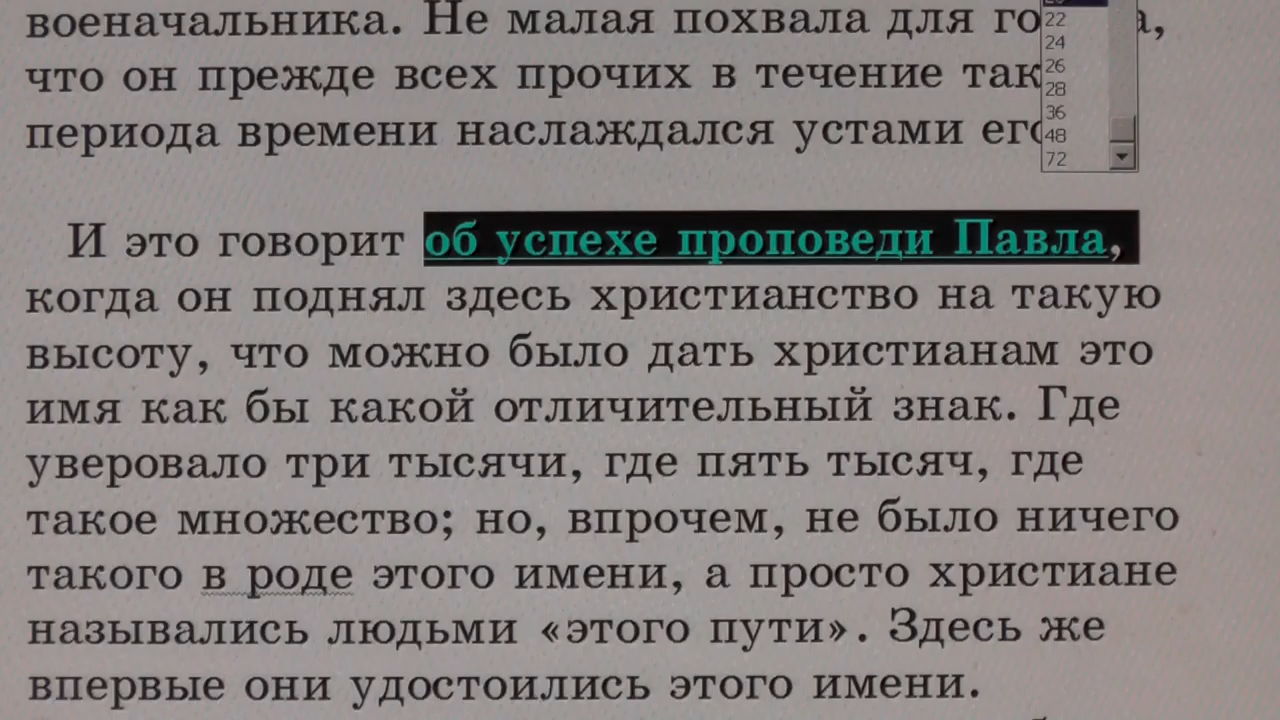 военачальника. Не малая похвала для
что он прежде всех прочих в течение
периода времени наслаждался устами
22
24
26
28
36
48
72
И это говорит об успехе проповеди Павла,
когда он поднял здесь христианство на такую
высоту, что можно было дать христианам это
имя как бы какой отличительный знак. Где
уверовало три тысячи, где пять тысяч, где
такое множество; но, впрочем, не было ничего
такого в роде этого имени, а просто христиане
назывались людьми «этого пути». Здесь же
впервые они удостоились этого имени.